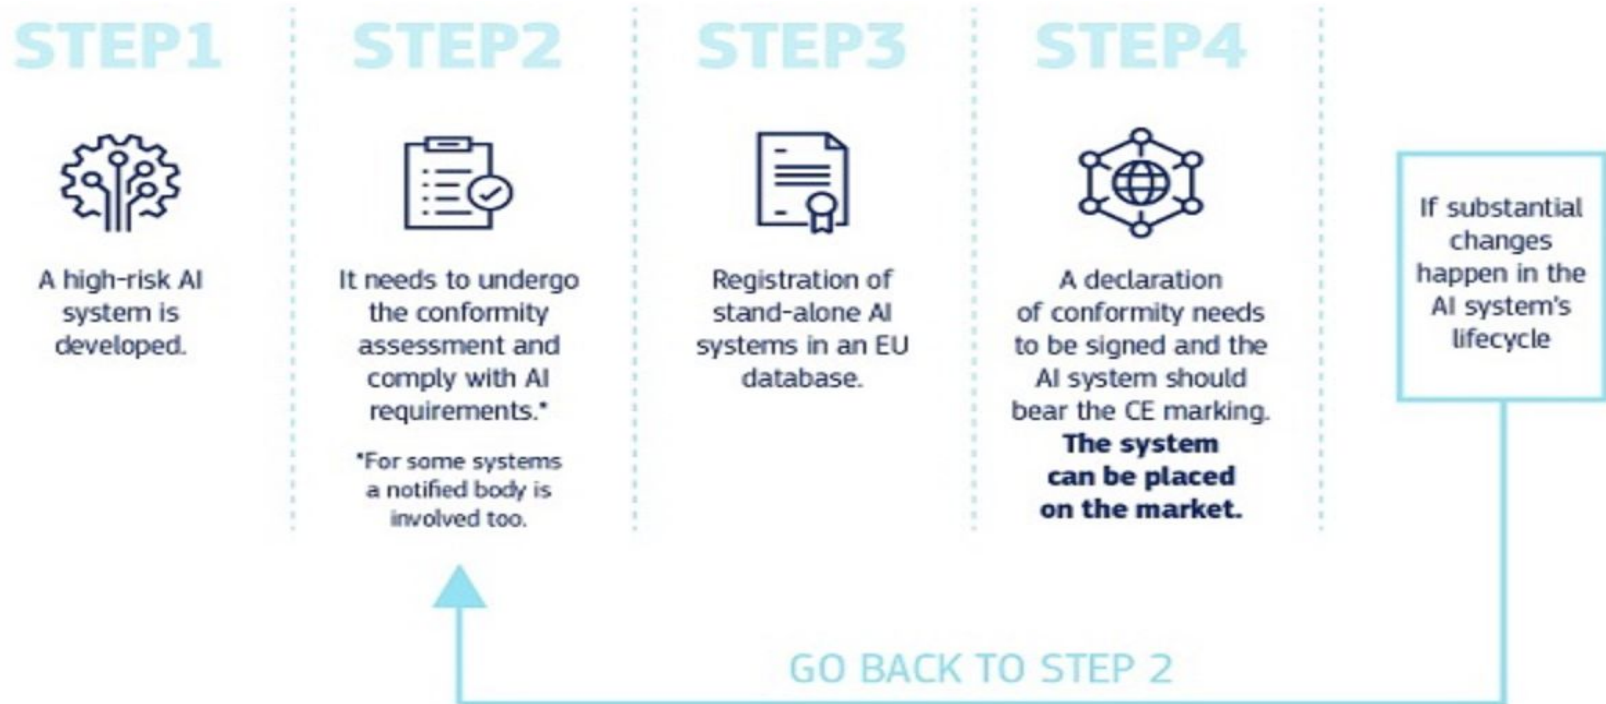 STEP1
A high-risk AI
system is
developed.
STEP2
It needs to undergo
the conformity
assessment and
comply with AI
requirements.*
*For some systems
a notified body is
involved too.
STEP3
Registration of
stand-alone AI
systems in an EU
database.
STEP4
A declaration
of conformity needs
to be signed and the
AI system should
bear the CE marking.
The system
can be placed
on the market.
If substantial
changes
happen in the
AI system's
lifecycle
GO BACK TO STEP 2